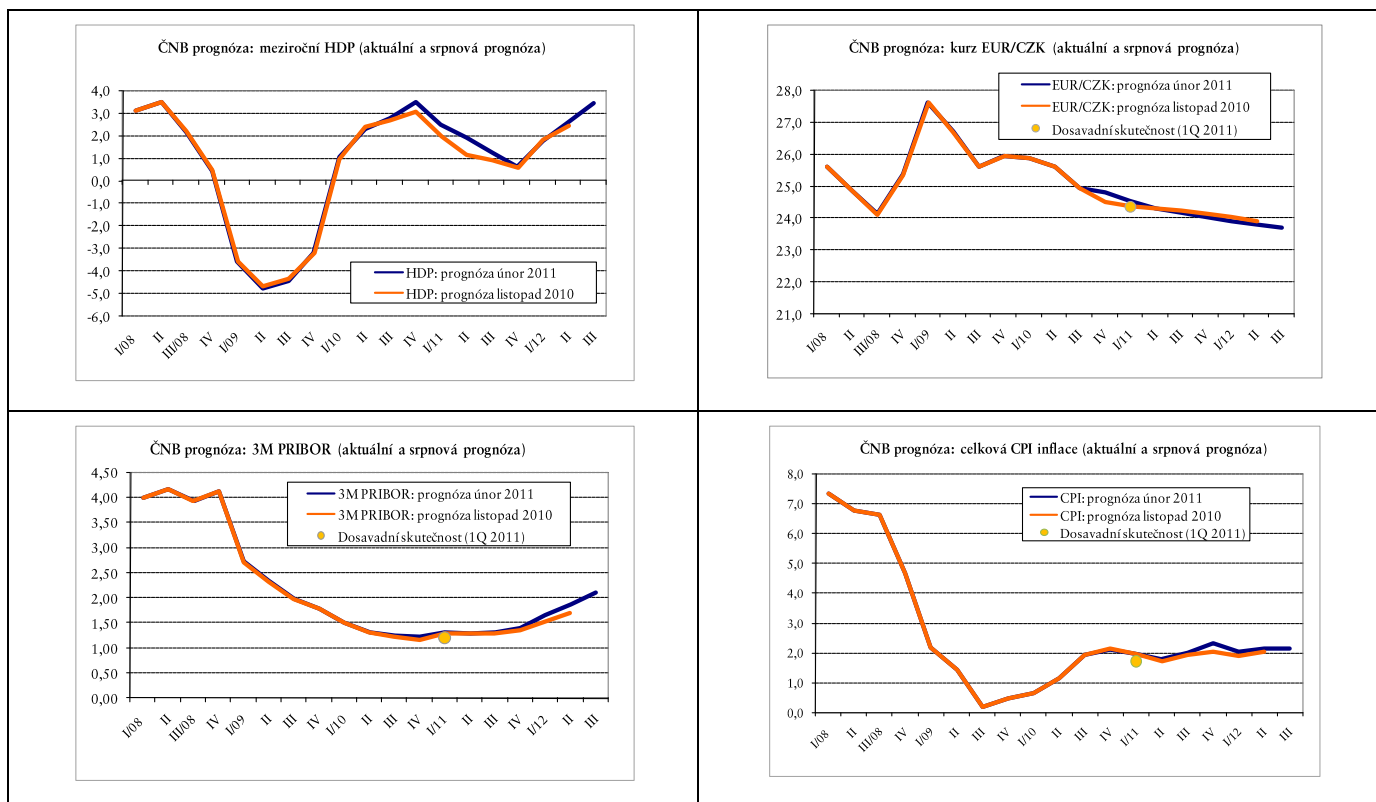 ČNB prognóza: meziroční HDP (aktuální a srpnová prognóza)
4,0
3,0
2,0
1,0
0,0
-1,0
-2,0
-3,0
-4,0
-5,0
-6,0
HDP: prognóza únor 2011
HDP: prognóza listopad 2010
I/08
II
III/08
IV
I/09
II
III
IV
I/10
II
III
IV
I/11
II
III
IV
I/12
II
III
ČNB prognóza: kurz EUR/CZK (aktuální a srpnová prognóza)
28,0
27,0
26,0
25,0
24,0
23,0
22,0
21,0
EUR/CZK: prognóza únor 2011
EUR/CZK: prognóza listopad 2010
Dosavadní skutečnost (1Q 2011)
I/08
II
III/08
IV
I/09
II
III
IV
I/10
II
III
IV
I/11
II
III
IV
I/12
II
III
ČNB prognóza: 3M PRIBOR (aktuální a srpnová prognóza)
4,50
4,00
3,50
3,00
2,50
2,00
1,50
1,00
0,50
0,00
3M PRIBOR: prognóza únor 2011
3M PRIBOR: prognóza listopad 2010
Dosavadní skutečnost (1Q 2011)
I/08
II
III/08
IV
I/09
II
III
IV
I/10
II
III
IV
I/11
II
III
IV
I/12
II
III
ČNB prognóza: celková CPI inflace (aktuální a srpnová prognóza)
8,0
7,0
6,0
5,0
4,0
3,0
2,0
1,0
0,0
CPI: prognóza únor 2011
CPI: prognóza listopad 2010
Dosavadní skutečnost (1Q 2011)
I/08
II
III/08
IV
I/09
II
III
IV
I/10
II
III
IV
I/11
II
III
IV
I/12
II
III